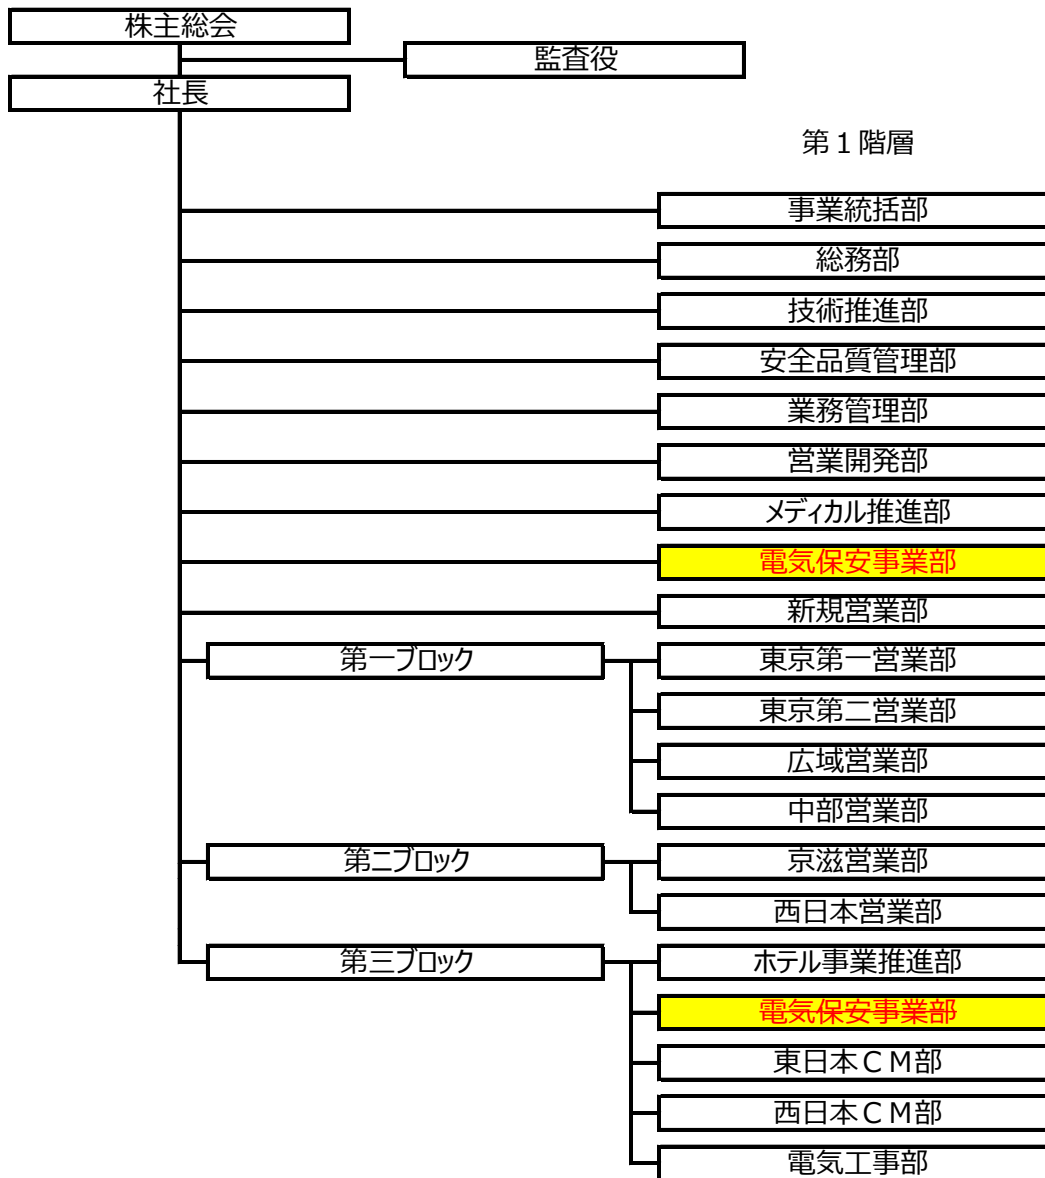 株主総会
監査役
社長
第１階層
事業統括部
総務部
技術推進部
安全品質管理部
業務管理部
営業開発部
メディカル推進部
電気保安事業部
新規営業部
第一ブロック
東京第一営業部
東京第二営業部
広域営業部
中部営業部
第二ブロック
京滋営業部
西日本営業部
第三ブロック
ホテル事業推進部
電気保安事業部
東日本ＣＭ部
西日本ＣＭ部
電気工事部